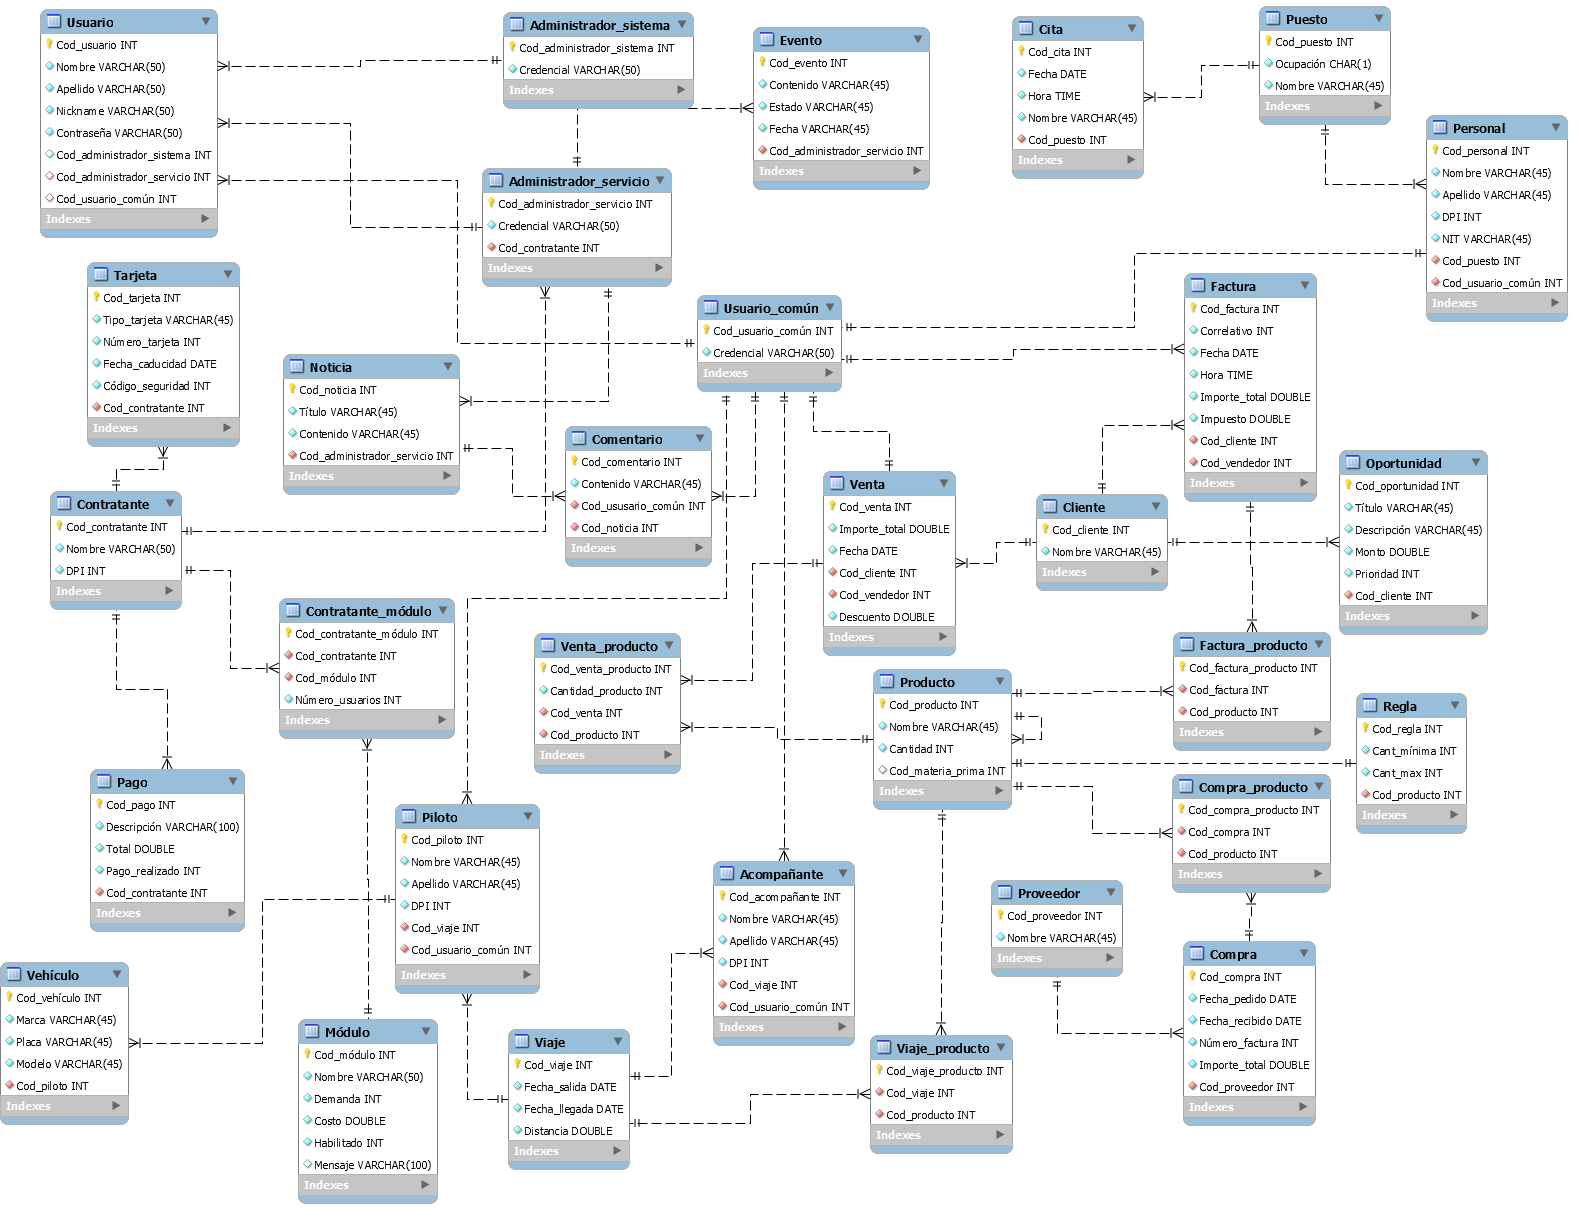 Usuario
Cod_usuario INT
Nombre VARCHAR(50)
Apellido VARCHAR(50)
Nickname VARCHAR(50)
Contraseña VARCHAR(50)
Cod_administrador_sistema INT
Cod_administrador_servicio INT
Cod_usuario_común INT
Indexes
Administrador_sistema
Cod_administrador_sistema INT
Credencial VARCHAR(50)
Indexes
Evento
Cod_evento INT
Contenido VARCHAR(45)
Estado VARCHAR(45)
Fecha VARCHAR(45)
Cod_administrador_servicio INT
Indexes
Cita
Cod_cita INT
Fecha DATE
Hora TIME
Nombre VARCHAR(45)
Cod_puesto INT
Indexes
Puesto
Cod_puesto INT
Ocupación CHAR(1)
Nombre VARCHAR(45)
Indexes
Personal
Cod_personal INT
Nombre VARCHAR(45)
Apellido VARCHAR(45)
DPI INT
NIT VARCHAR(45)
Cod_puesto INT
Cod_usuario_común INT
Indexes
Administrador_servicio
Cod_administrador_servicio INT
Credencial VARCHAR(50)
Cod_contratante INT
Indexes
Tarjeta
Cod_tarjeta INT
Tipo_tarjeta VARCHAR(45)
Número_tarjeta INT
Fecha_caducidad DATE
Código_seguridad INT
Cod_contratante INT
Indexes
Noticia
Cod_noticia INT
Título VARCHAR(45)
Contenido VARCHAR(45)
Cod_administrador_servicio INT
Indexes
Usuario_común
Cod_usuario_común INT
Credencial VARCHAR(50)
Indexes
Factura
Cod_factura INT
Correlativo INT
Fecha DATE
Hora TIME
Importe_total DOUBLE
Impuesto DOUBLE
Cod_cliente INT
Cod_vendedor INT
Indexes
Comentario
Cod_comentario INT
Contenido VARCHAR(45)
Cod_ususario_común INT
Cod_noticia INT
Indexes
Venta
Cod_venta INT
Importe_total DOUBLE
Fecha DATE
Cod_cliente INT
Cod_vendedor INT
Descuento DOUBLE
Indexes
Cliente
Cod_cliente INT
Nombre VARCHAR(45)
Indexes
Oportunidad
Cod_oportunidad INT
Título VARCHAR(45)
Descripción VARCHAR(45)
Monto DOUBLE
Prioridad INT
Cod_cliente INT
Indexes
Contratante
Cod_contratante INT
Nombre VARCHAR(50)
DPI INT
Indexes
Contratante_módulo
Cod_contratante_módulo INT
Cod_contratante INT
Cod_módulo INT
Número_usuarios INT
Indexes
Venta_producto
Cod_venta_producto INT
Cantidad_producto INT
Cod_venta INT
Cod_producto INT
Indexes
Producto
Cod_producto INT
Nombre VARCHAR(45)
Cantidad INT
Cod_materia_prima INT
Indexes
Factura_producto
Cod_factura_producto INT
Cod_factura INT
Cod_producto INT
Indexes
Regla
Cod_regla INT
Cant_mínima INT
Cant_max INT
Cod_producto INT
Indexes
Pago
Cod_pago INT
Descripción VARCHAR(100)
Total DOUBLE
Pago_realizado INT
Cod_contratante INT
Indexes
Piloto
Cod_piloto INT
Nombre VARCHAR(45)
Apellido VARCHAR(45)
DPI INT
Cod_viaje INT
Cod_usuario_común INT
Indexes
Acompañante
Cod_acompañante INT
Nombre VARCHAR(45)
Apellido VARCHAR(45)
DPI INT
Cod_viaje INT
Cod_usuario_común INT
Indexes
Compra_producto
Cod_compra_producto INT
Cod_compra INT
Cod_producto INT
Indexes
Proveedor
Cod_proveedor INT
Nombre VARCHAR(45)
Indexes
Compra
Cod_compra INT
Fecha_pedido DATE
Fecha_recibido DATE
Número_factura INT
Importe_total DOUBLE
Cod_proveedor INT
Indexes
Vehículo
Cod_vehículo INT
Marca VARCHAR(45)
Placa VARCHAR(45)
Modelo VARCHAR(45)
Cod_piloto INT
Indexes
Módulo
Cod_módulo INT
Nombre VARCHAR(50)
Demanda INT
Costo DOUBLE
Habilitado INT
Mensaje VARCHAR(100)
Indexes
Viaje
Cod_viaje INT
Fecha_salida DATE
Fecha_llegada DATE
Distancia DOUBLE
Indexes
Viaje_producto
Cod_viaje_producto INT
Cod_viaje INT
Cod_producto INT
Indexes